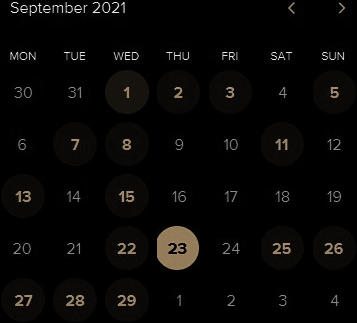 September 2021
MON TUE WED THU FRI SAT SUN
30 31 1 2 3 4 5
6 7 8 9 10 11 12
13 14 15 16 17 18 19
20 21 22 23 24 25 26
27 28 29 1 2 3 4